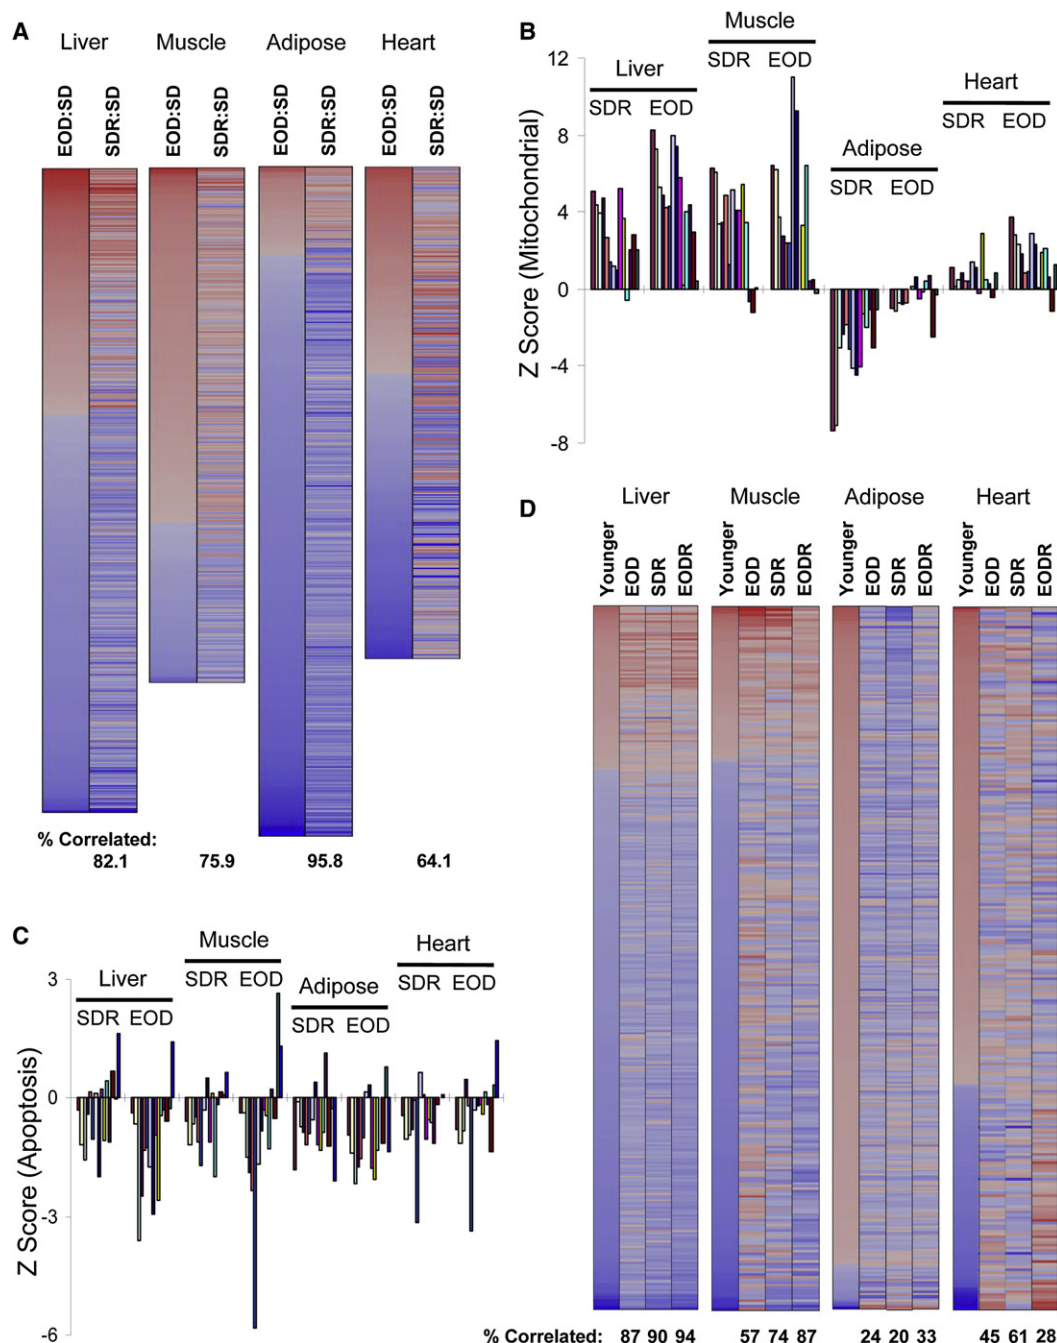 A
Liver Muscle Adipose Heart
EOD:SD SDR:SD EOD:SD SDR:SD EOD:SD SDR:SD EOD:SD SDR:SD
% Correlated:
82.1 75.9 95.8 64.1
B
Muscle
SDR EOD
Liver
SDR EOD
Heart
SDR EOD
Adipose
SDR EOD
12
8
4
0
-4
-8
Z Score (Mitochondrial)
C
Muscle
SDR EOD
Heart
SDR EOD
Liver
SDR EOD
Adipose
SDR EOD
3
0
-3
-6
Z Score (Apoptosis)
D
Liver Muscle Adipose Heart
Younger EOD SDR EODR Younger EOD SDR EODR Younger EOD SDR EODR Younger EOD SDR EODR
% Correlated: 87 90 94 57 74 87 24 20 33 45 61 28